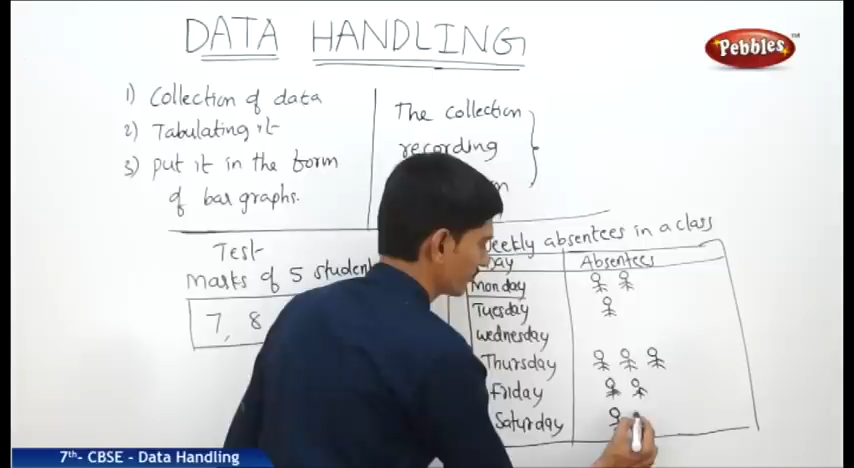 DATA HANDLING
Pebbles TM
1) Collection of data
2) Tabulating it
3) put it in the form
of bar graphs.
The collection
recording
Test
Marks of 5 student
7, 8
weekly absentees in a class
Day Absentees
Monday
Tuesday
wednesday
Thursday
Friday
Saturday
7th- CBSE - Data Handling